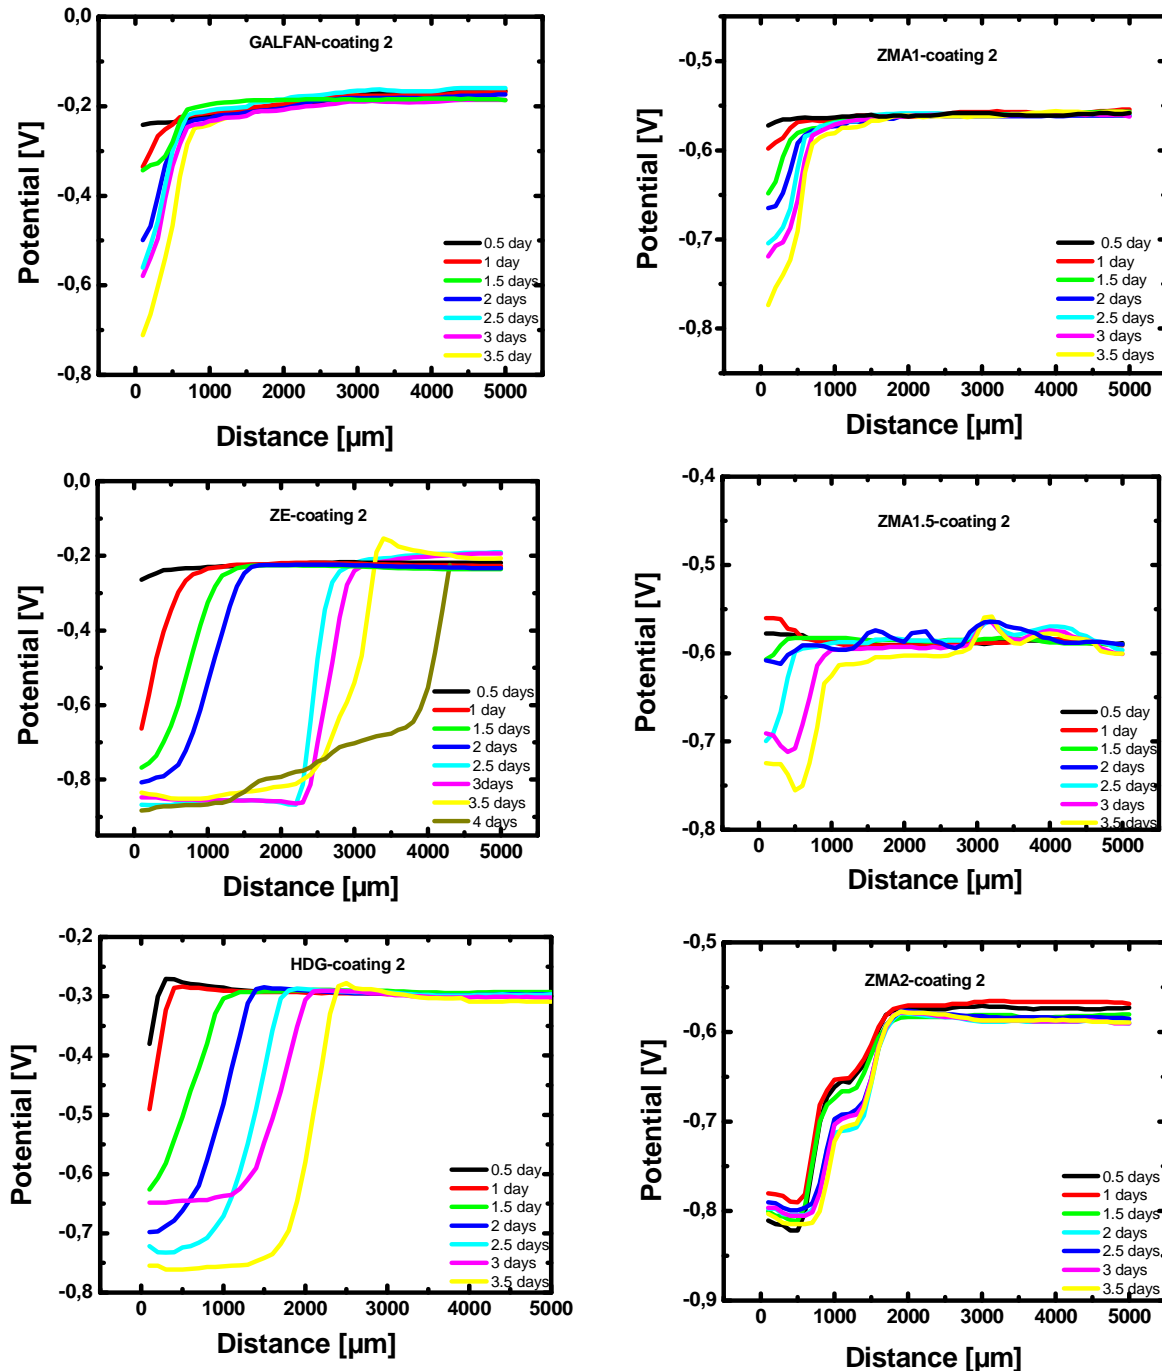 GALFAN-coating 2
Potential [V]
0,0
-0,2
-0,4
-0,6
-0,8
0.5 day
1 day
1.5 days
2 days
2.5 days
3 days
3.5 day
0 1000 2000 3000 4000 5000
Distance [µm]
ZMA1-coating 2
Potential [V]
-0,5
-0,6
-0,7
-0,8
0.5 day
1 day
1.5 day
2 days
2.5 days
3 days
3.5 days
0 1000 2000 3000 4000 5000
Distance [µm]
ZE-coating 2
Potential [V]
0,0
-0,2
-0,4
-0,6
-0,8
0.5 days
1 day
1.5 days
2 days
2.5 days
3days
3.5 days
4 days
0 1000 2000 3000 4000 5000
Distance [µm]
ZMA1.5-coating 2
Potential [V]
-0,4
-0,5
-0,6
-0,7
-0,8
0.5 day
1 day
1.5 days
2 days
2.5 days
3 days
3.5 days
0 1000 2000 3000 4000 5000
Distance [µm]
HDG-coating 2
Potential [V]
-0,2
-0,3
-0,4
-0,5
-0,6
-0,7
-0,8
0.5 day
1 day
1.5 day
2 days
2.5 days
3 days
3.5 days
0 1000 2000 3000 4000 5000
Distance [µm]
ZMA2-coating 2
Potential [V]
-0,5
-0,6
-0,7
-0,8
-0,9
0.5 days
1 days
1.5 days
2 days
2.5 days,
3 days
3.5 days
0 1000 2000 3000 4000 5000
Distance [µm]